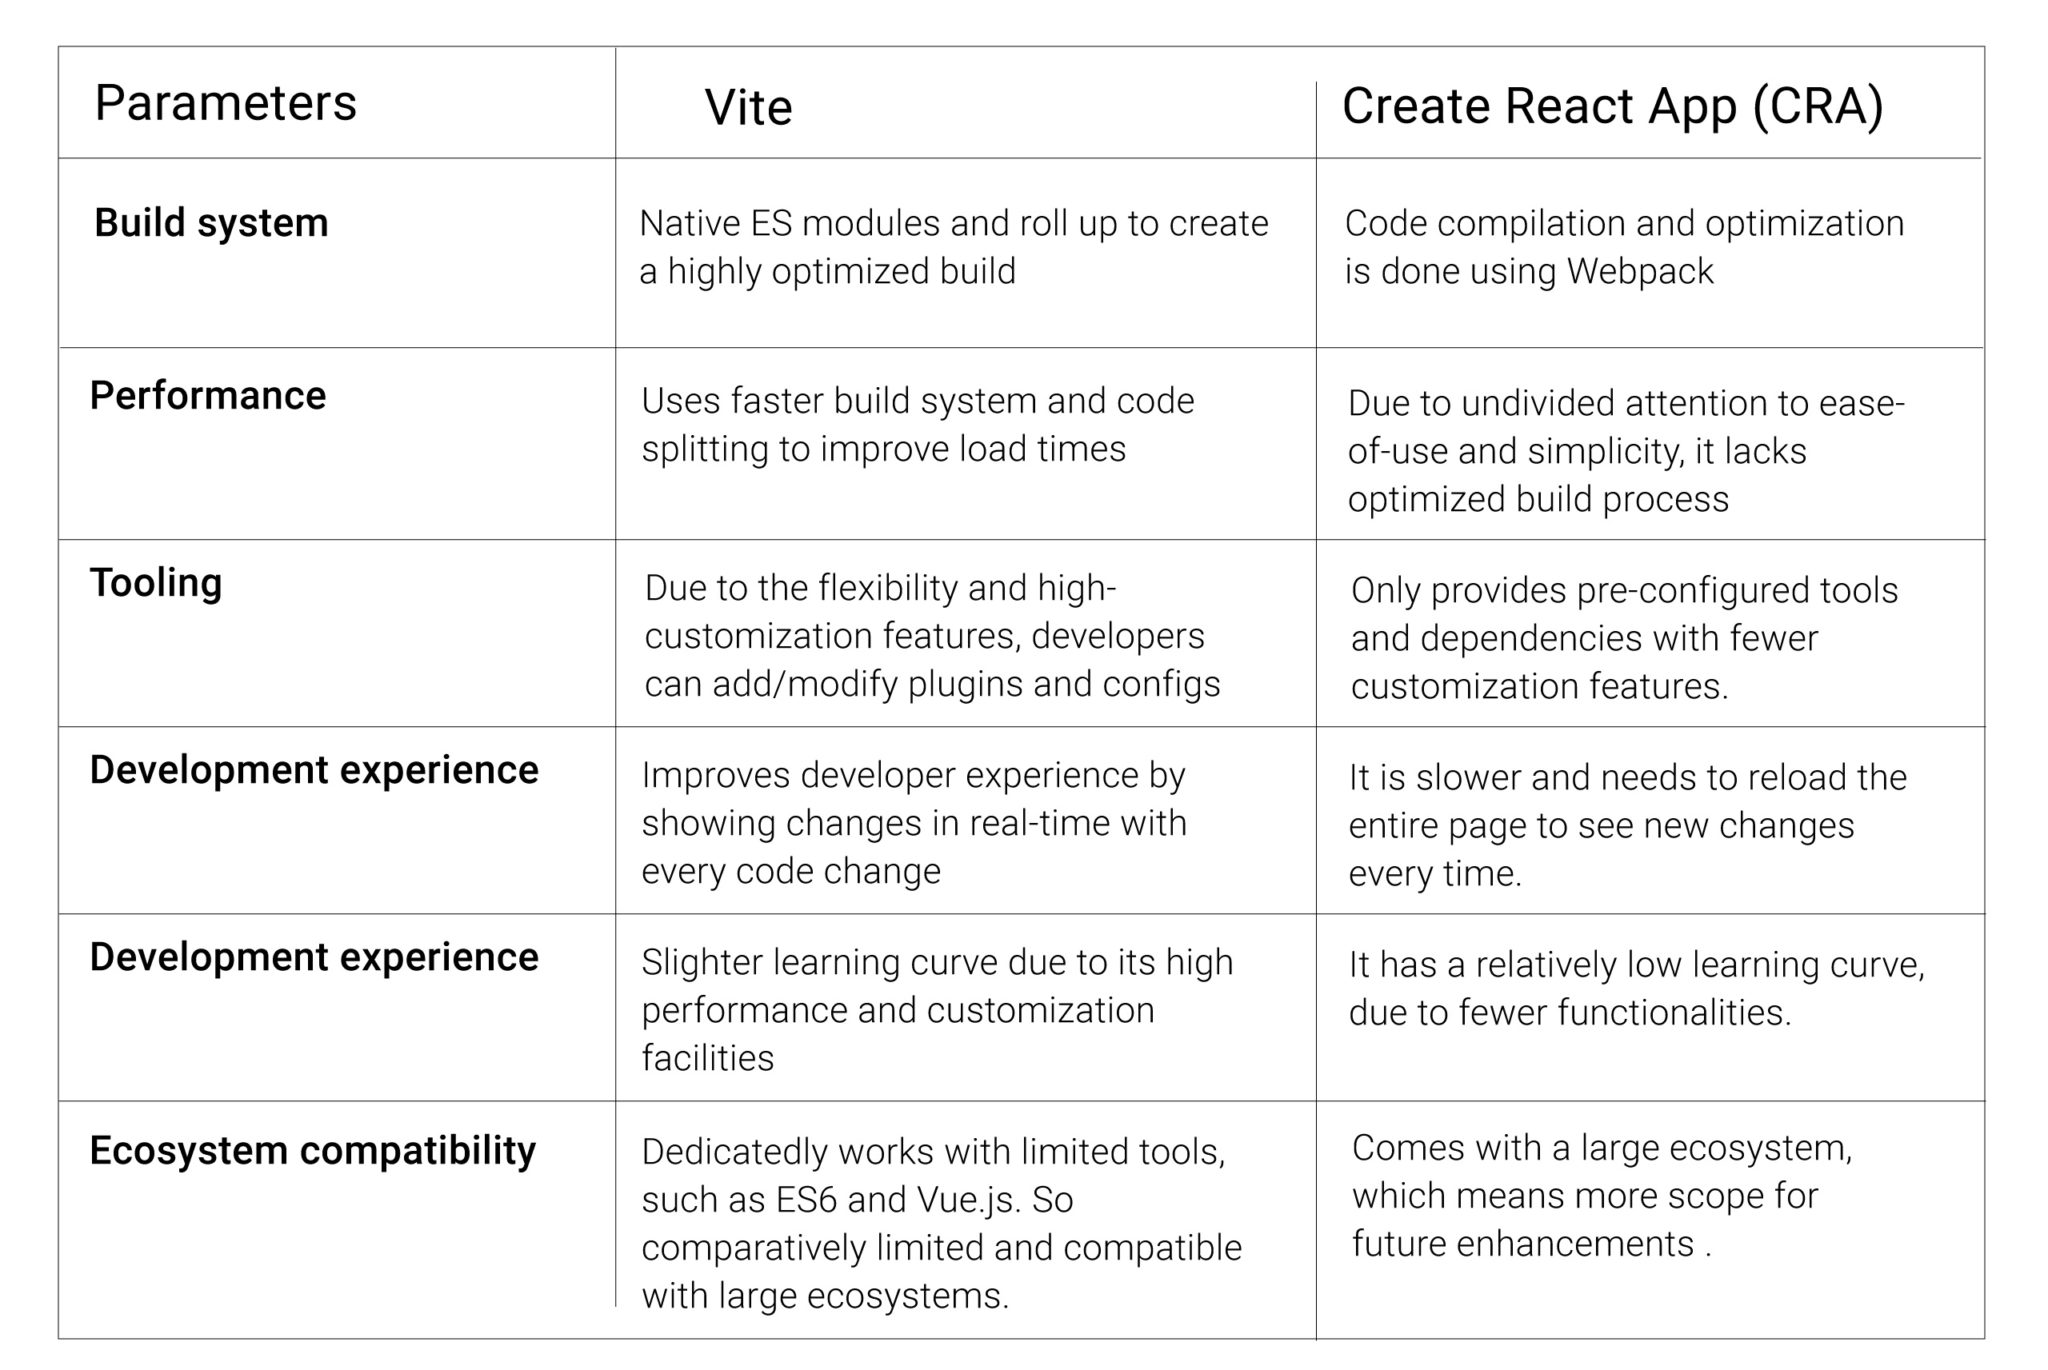 Parameters
Vite
Create React App (CRA)
Build system
Native ES modules and roll up to create
a highly optimized build
Code compilation and optimization
is done using Webpack
Performance
Uses faster build system and code
splitting to improve load times
Due to undivided attention to ease-
of-use and simplicity, it lacks
optimized build process
Tooling
Due to the flexibility and high-
customization features, developers
can add/modify plugins and configs
Only provides pre-configured tools
and dependencies with fewer
customization features.
Development experience
Improves developer experience by
showing changes in real-time with
every code change
It is slower and needs to reload the
entire page to see new changes
every time.
Development experience
Slighter learning curve due to its high
performance and customization
facilities
It has a relatively low learning curve,
due to fewer functionalities.
Ecosystem compatibility
Dedicatedly works with limited tools,
such as ES6 and Vue.js. So
comparatively limited and compatible
with large ecosystems.
Comes with a large ecosystem,
which means more scope for
future enhancements .